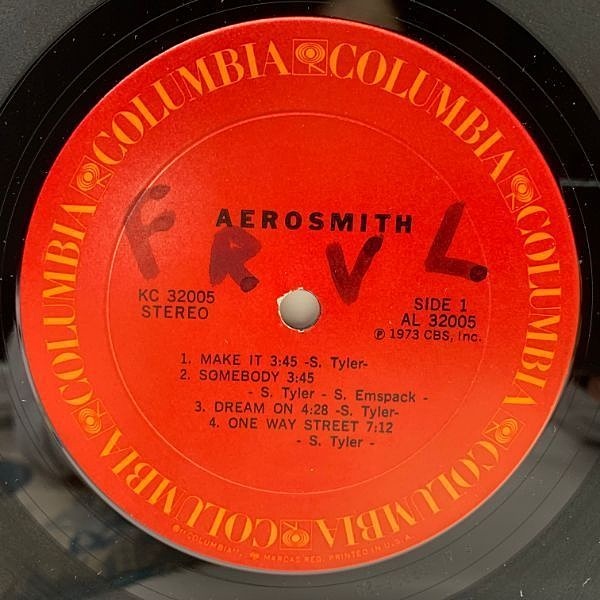 COLUMBIA COLUMBIA COLUMBIA COLUMBIA COLUMBIA COLUMBIA
AEROSMITH
F R V L
KC 32005
STEREO
SIDE 1
AL 32005
℗ 1973 CBS, Inc.
1. MAKE IT 3:45 -S. Tyler-
2. SOMEBODY 3:45
- S. Tyler - S. Emspack -
3. DREAM ON 4:28 -S. Tyler-
4. ONE WAY STREET 7:12
- S. Tyler -
®"COLUMBIA", MARCAS REG. PRINTED IN U.S.A.